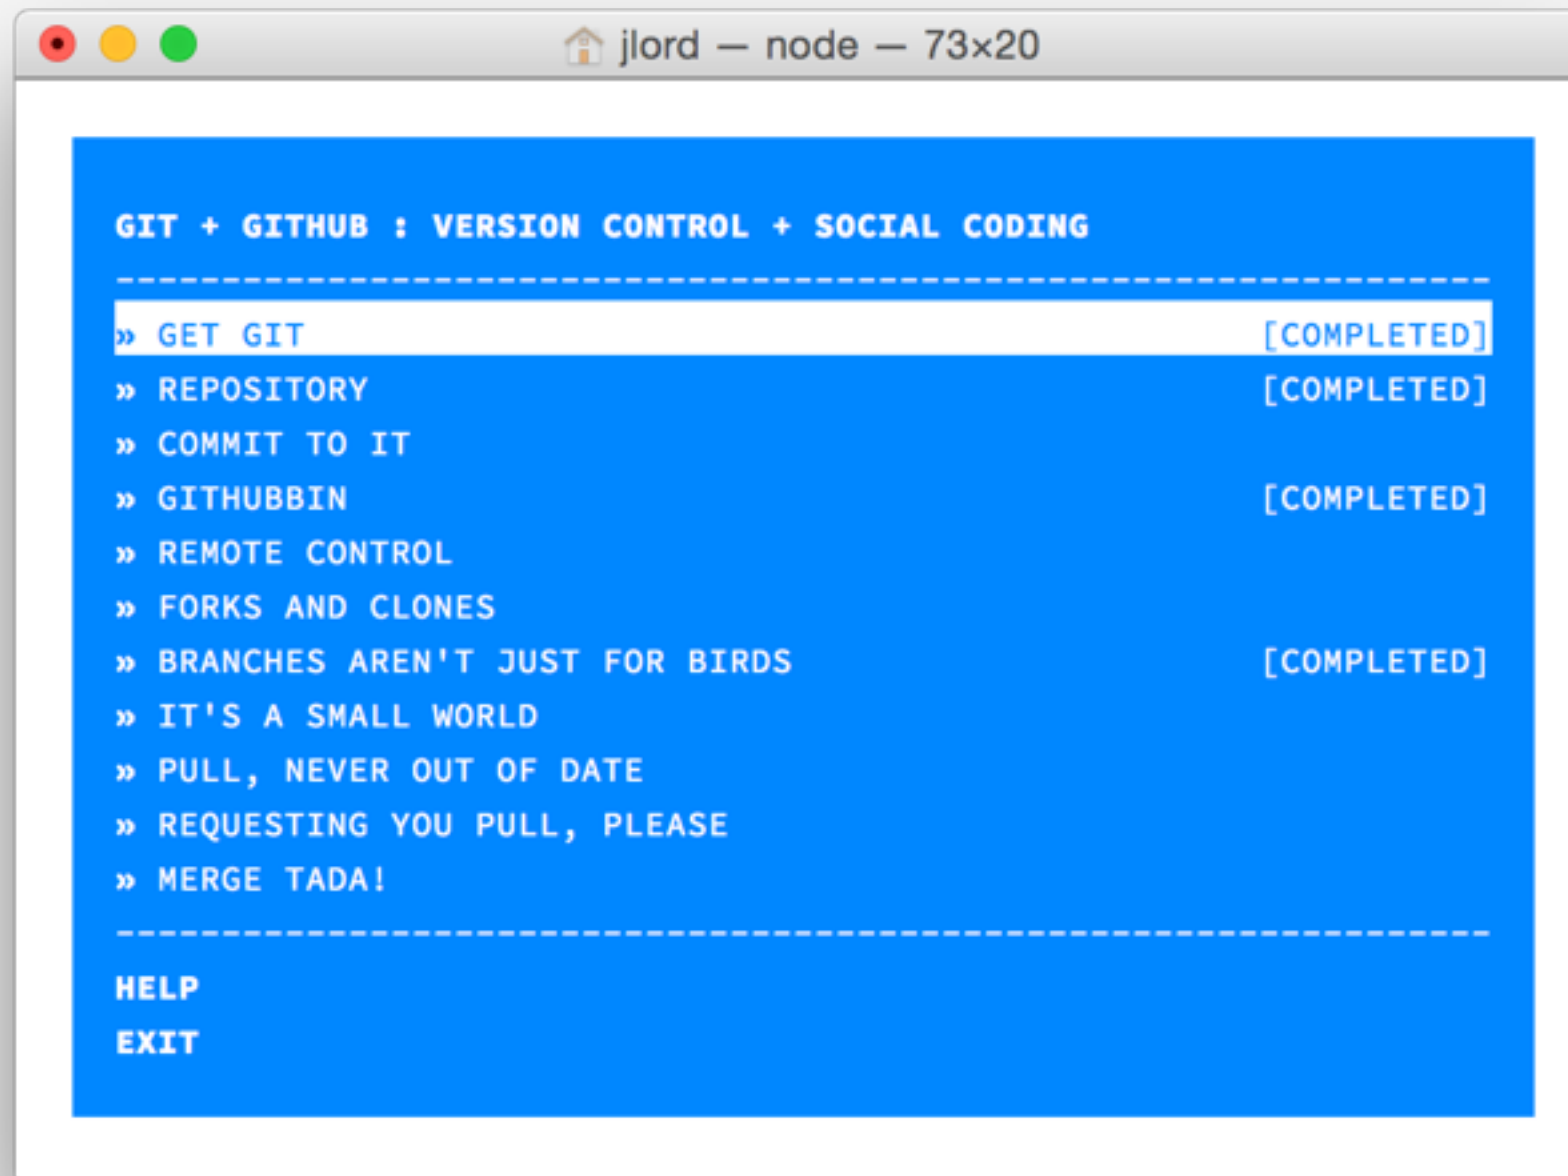 jlord — node — 73×20
GIT + GITHUB : VERSION CONTROL + SOCIAL CODING
-----------------------------------------------------------------
» GET GIT [COMPLETED]
» REPOSITORY [COMPLETED]
» COMMIT TO IT
» GITHUBBIN [COMPLETED]
» REMOTE CONTROL
» FORKS AND CLONES
» BRANCHES AREN'T JUST FOR BIRDS [COMPLETED]
» IT'S A SMALL WORLD
» PULL, NEVER OUT OF DATE
» REQUESTING YOU PULL, PLEASE
» MERGE TADA!
-----------------------------------------------------------------
HELP
EXIT